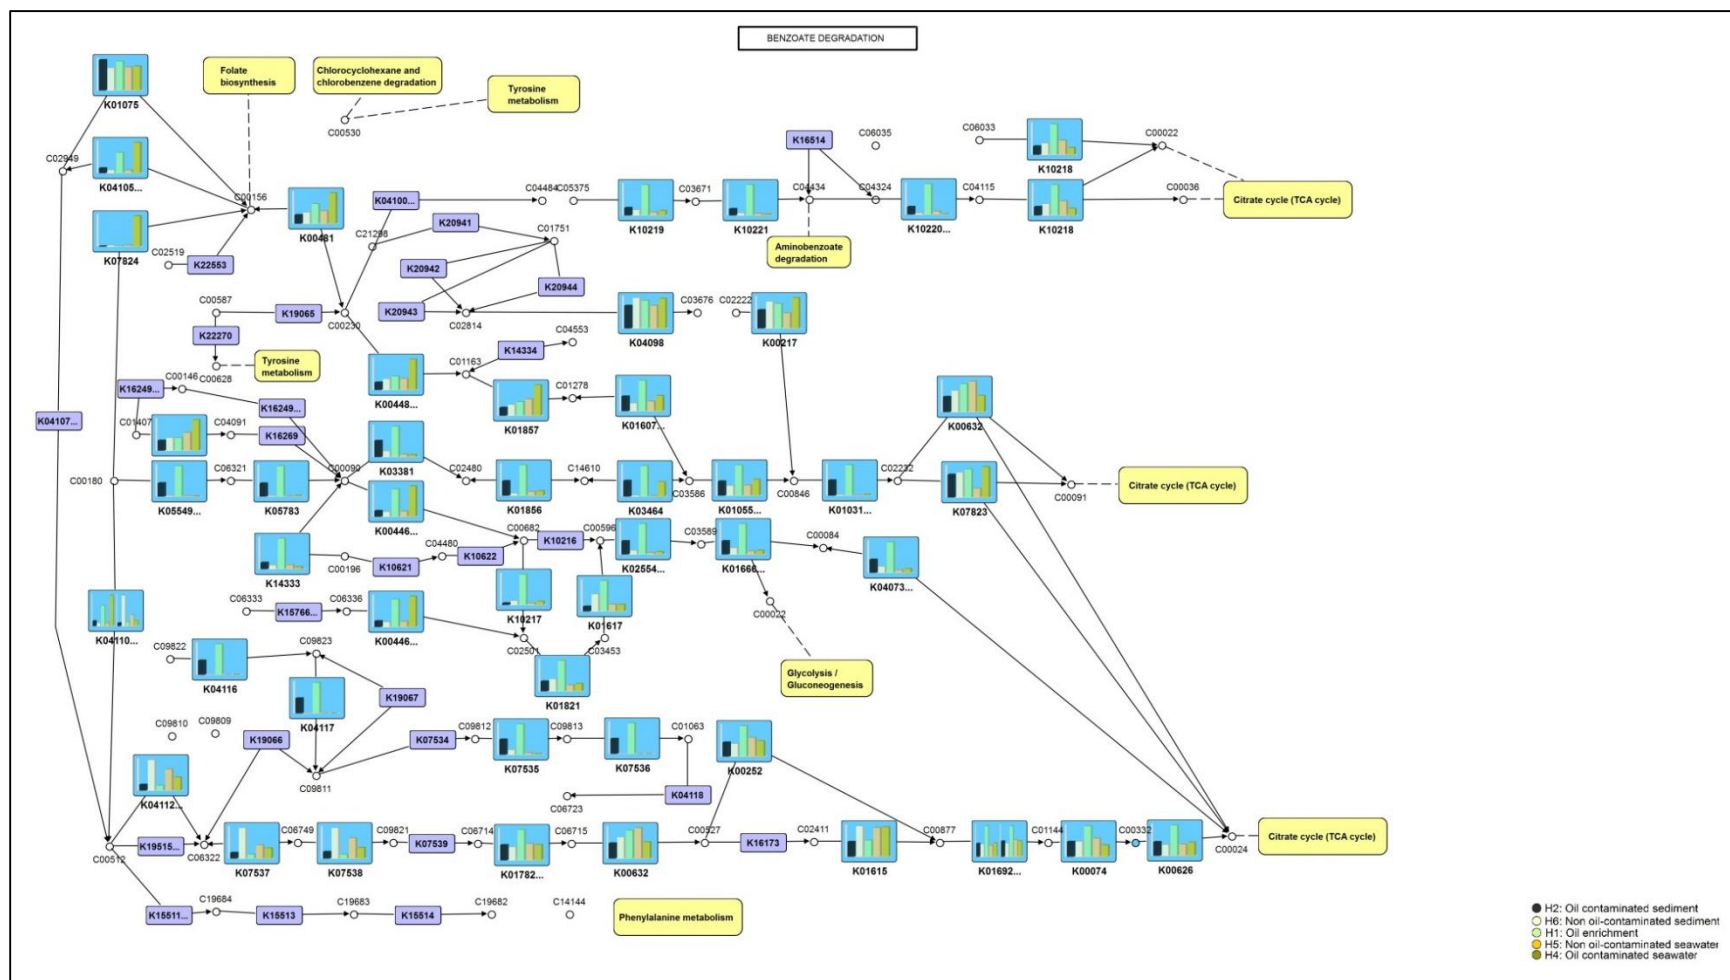 BENZOATE DEGRADATION
K01075
Folate
biosynthesis
Chlorocyclohexane and
chlorobenzene degradation
Tyrosine
metabolism
C00530
C02949
K04105...
C00156
K00481
K07824
C02519
K22553
K04100...
C04484
C05375
K10219
C03671
K10221
K16514
C04434
C04324
C06035
K10220...
C04115
C06033
K10218
C00022
K10218
C00036
Citrate cycle (TCA cycle)
Aminobenzoate
degradation
C21298
K20941
C01751
K20942
K20944
K20943
C02814
K04098
C03676
C02222
K00217
C00587
K19065
C00230
K22270
C00628
Tyrosine
metabolism
K00448...
C01163
K14334
C04553
K01857
C01278
K01607...
K16249...
C00146
K16249...
K04107...
C01407
C04091
K16269
K03381
K00632
C00180
K05549...
C06321
K05783
C00090
C02480
K01856
C14610
K03464
C03586
K01055...
C00846
K01031...
C02232
K07823
C00091
Citrate cycle (TCA cycle)
K00446...
K14333
C00196
K10621
C04480
K10622
C00682
K10216
C00596
K02554...
C03589
K01666...
C00084
K04073...
K04110...
C06333
K15766...
C06336
K00446...
K10217
K01617
C02501
C03453
C00022
K01821
Glycolysis /
Gluconeogenesis
C09822
K04116
C09823
K04117
K19067
C09810
C09809
K19066
C09811
K07534
C09812
K07535
C09813
K07536
C01063
K04118
C06723
K00252
K04112...
C00512
K19515...
C06322
K07537
C06749
K07538
C09821
K07539
C06714
K01782...
C06715
K00632
C00527
K16173
C02411
K01615
C00877
K01692...
C01144
K00074
C00332
K00626
C00024
Citrate cycle (TCA cycle)
K15511...
C19684
K15513
C19683
K15514
C19682
C14144
Phenylalanine metabolism
H2: Oil contaminated sediment
H6: Non oil-contaminated sediment
H1: Oil enrichment
H5: Non oil-contaminated seawater
H4: Oil contaminated seawater